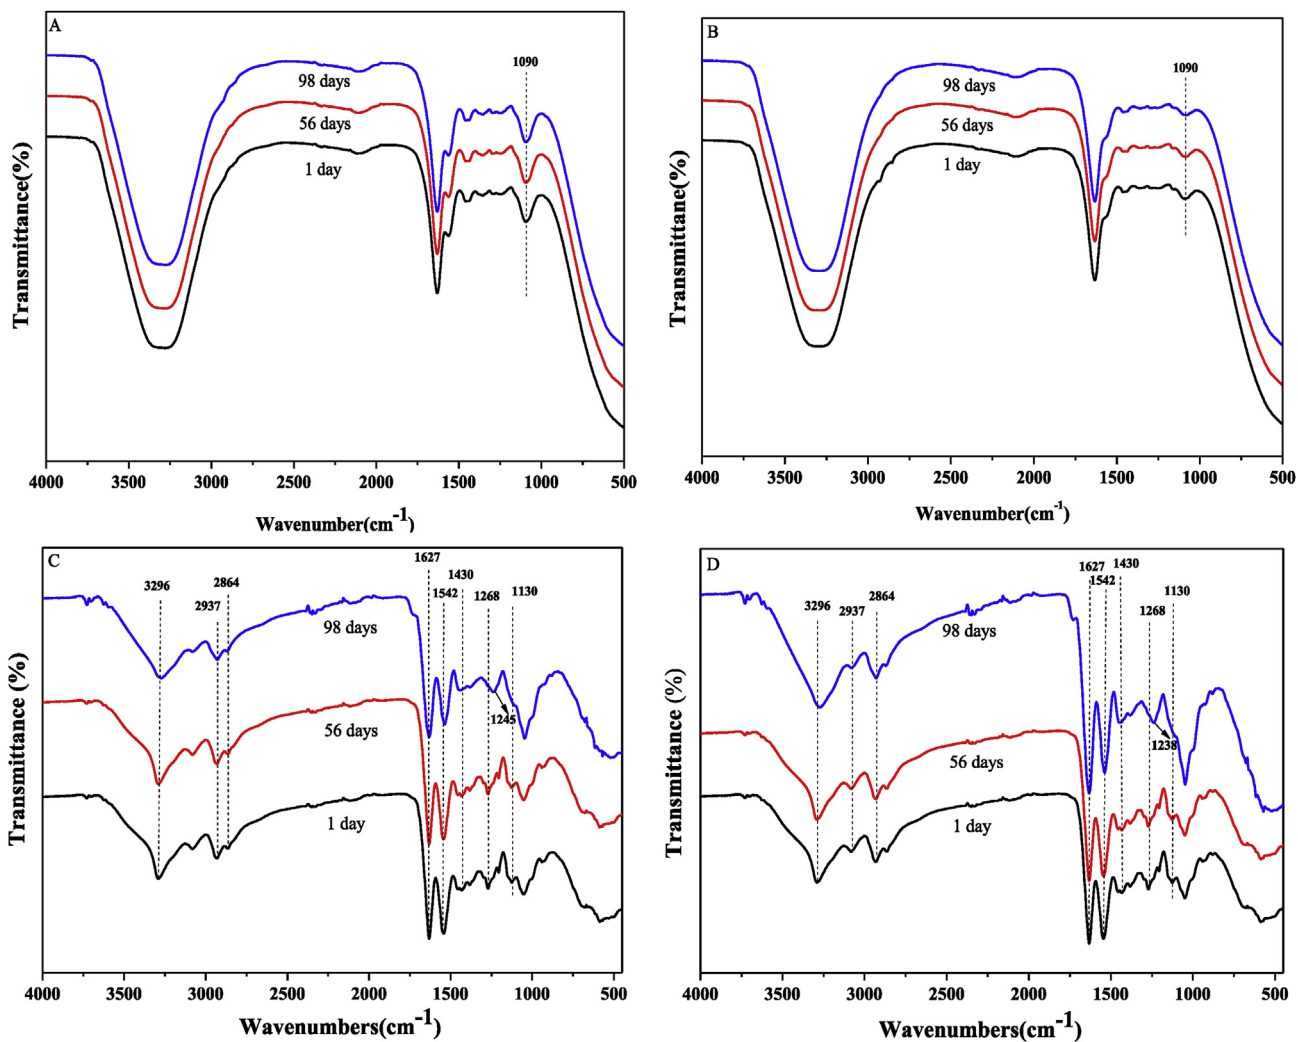 A
1090
98 days
56 days
1 day
Transmittance(%)
4000 3500 3000 2500 2000 1500 1000 500
Wavenumber(cm-1)
B
1090
98 days
56 days
1 day
Transmittane(%)
4000 3500 3000 2500 2000 1500 1000 500
Wavenumber(cm-1)
C
3296
2937
2864
1627
1542
1430
1268
1130
98 days
1245
56 days
1 day
Transmittance (%)
4000 3500 3000 2500 2000 1500 1000 500
Wavenumbers(cm-1)
D
3296
2937
2864
1627
1542
1430
1268
1130
98 days
1238
56 days
1 day
Transmittance (%)
4000 3500 3000 2500 2000 1500 1000 500
Wavenumbers(cm-1)